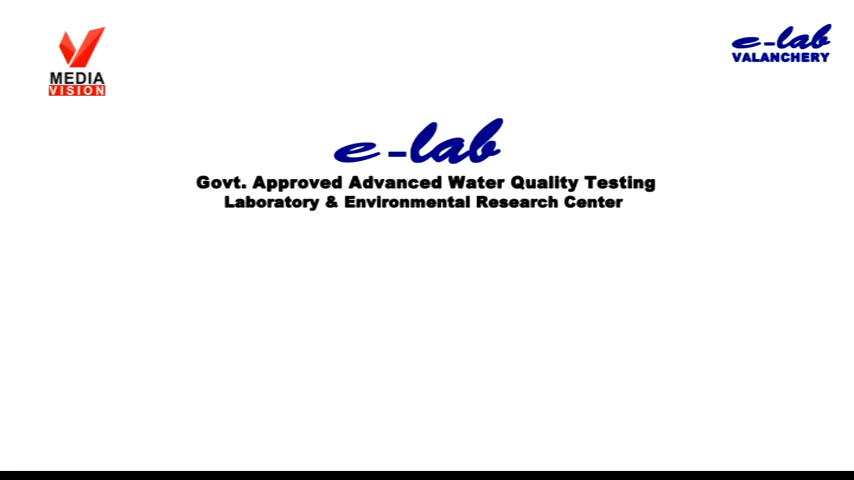 MEDIA
VISION
e-lab
VALANCHERY
e-lab
Govt. Approved Advanced Water Quality Testing
Laboratory & Environmental Research Center